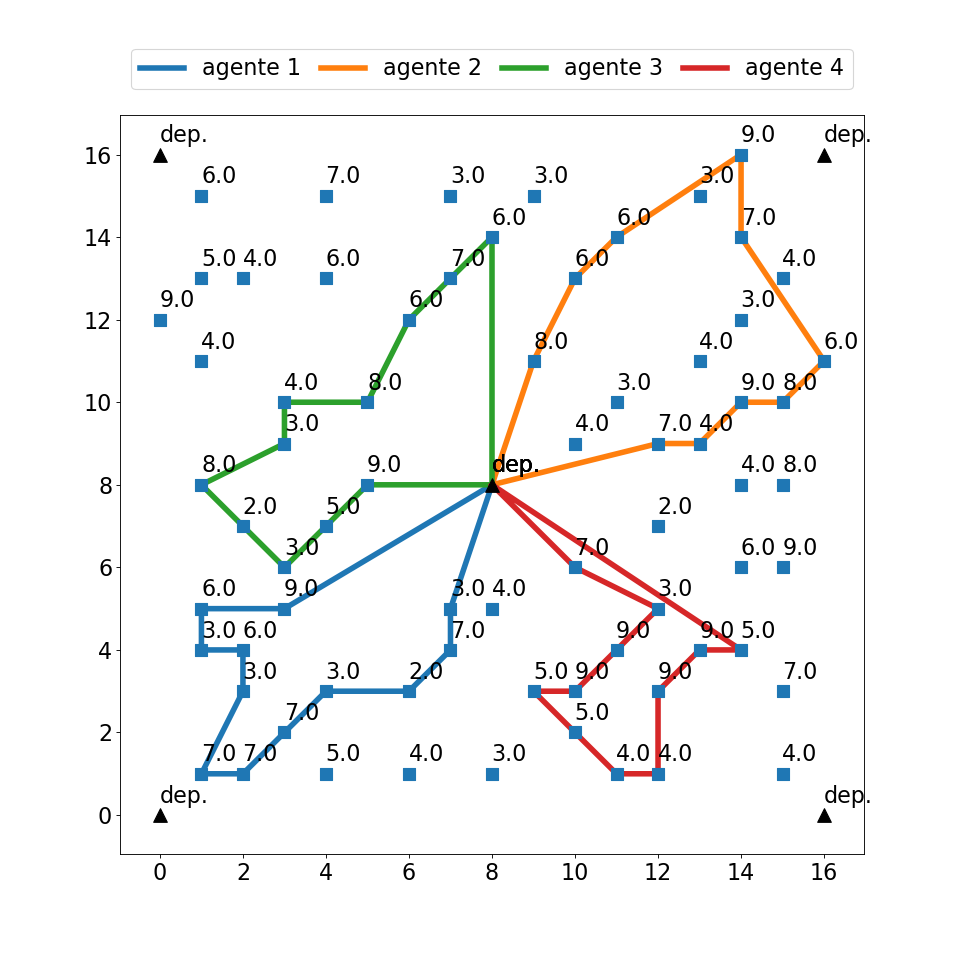 agente 1 agente 2 agente 3 agente 4
dep. 9.0 dep.
16
6.0 7.0 3.0 3.0 3.0
6.0 6.0 7.0
14
5.0 4.0 6.0 7.0 6.0 4.0
9.0 6.0 3.0
12
4.0 8.0 4.0 6.0
4.0 8.0 3.0 9.0 8.0
10
3.0 4.0 7.0 4.0
8.0 9.0 dep. 4.0 8.0
8
2.0 5.0 2.0
3.0 7.0 6.0 9.0
6
6.0 9.0 3.0 4.0 3.0
3.0 6.0 7.0 9.0 9.0 5.0
4
3.0 3.0 2.0 5.0 9.0 9.0 7.0
7.0 5.0
2
7.0 7.0 5.0 4.0 3.0 4.0 4.0 4.0
dep. dep.
0
0 2 4 6 8 10 12 14 16